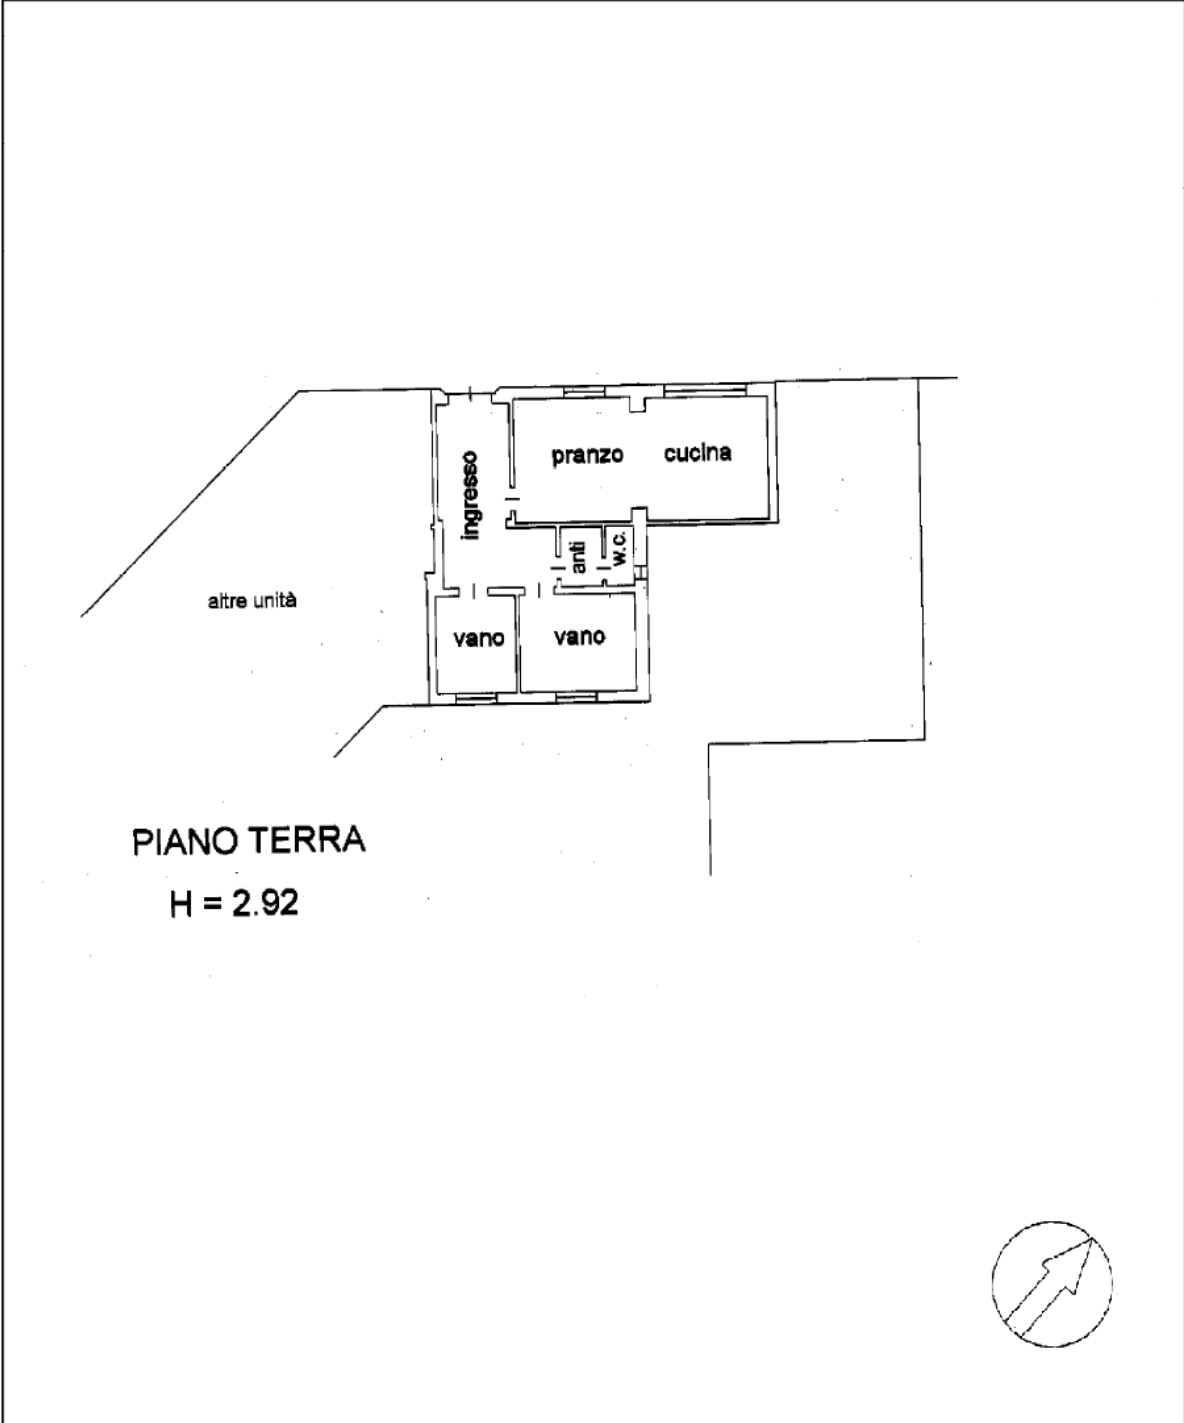 pranzo
cucina
ingresso
anti
w.c.
altre unità
vano
vano
PIANO TERRA
H = 2.92